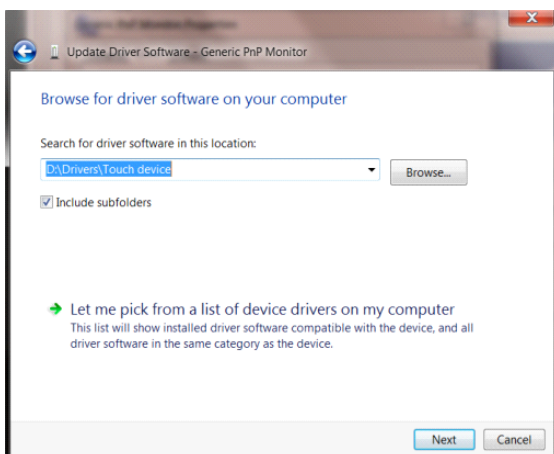 Update Driver Software - Generic PnP Monitor
Browse for driver software on your computer
Search for driver software in this location:
D:\Drivers\Touch device
Browse...
Include subfolders
Let me pick from a list of device drivers on my computer
This list will show installed driver software compatible with the device, and all
driver software in the same category as the device.
Next
Cancel